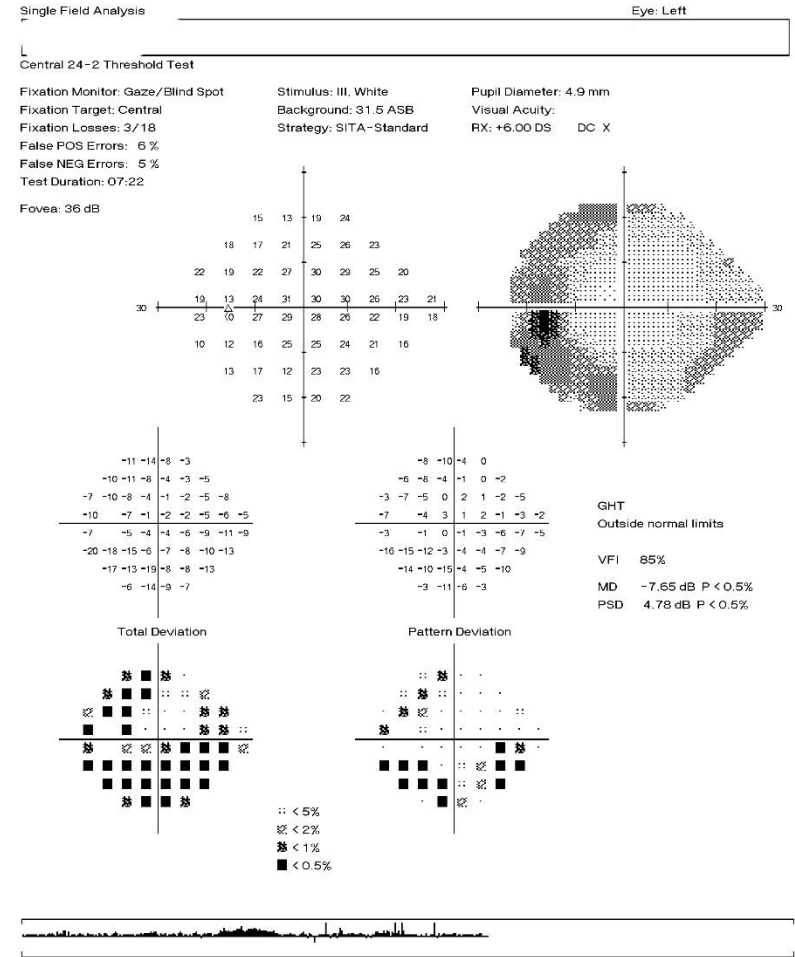 Single Field Analysis Eye: Left
Central 24-2 Threshold Test
Fixation Monitor: Gaze/Blind Spot Stimulus: III, White Pupil Diameter: 4.9 mm
Fixation Target: Central Background: 31.5 ASB Visual Acuity:
Fixation Losses: 3/18 Strategy: SITA-Standard RX: +6.00 DS DC X
False POS Errors: 6 %
False NEG Errors: 5 %
Test Duration: 07:22
Fovea: 36 dB
15 13 19 24
18 17 21 25 26 23
22 19 22 27 30 29 25 20
19 13 24 31 30 30 26 23 21
30 30
23 <0 27 29 28 26 22 19 18
10 12 16 25 25 24 21 16
13 17 12 23 23 16
23 15 20 22
-11 -14 -8 -3 -8 -10 -4 0
-10 -11 -8 -4 -3 -5 -6 -8 -4 -1 0 -2
-7 -10 -8 -4 -1 -2 -5 -8 -3 -7 -5 0 2 1 -2 -5
-10 -7 -1 -2 -2 -5 -6 -5 -7 -4 3 1 2 -1 -3 -2
-7 -5 -4 -4 -6 -9 -11 -9 -3 -1 0 -1 -3 -6 -7 -5
-20 -18 -15 -6 -7 -8 -10 -13 -16 -15 -12 -3 -4 -4 -7 -9
-17 -13 -19 -8 -8 -13 -14 -10 -15 -4 -5 -10
-6 -14 -9 -7 -3 -11 -6 -3
GHT
Outside normal limits
VFI 85%
MD -7.65 dB P < 0.5%
PSD 4.78 dB P < 0.5%
Total Deviation Pattern Deviation
< 5%
< 2%
< 1%
< 0.5%